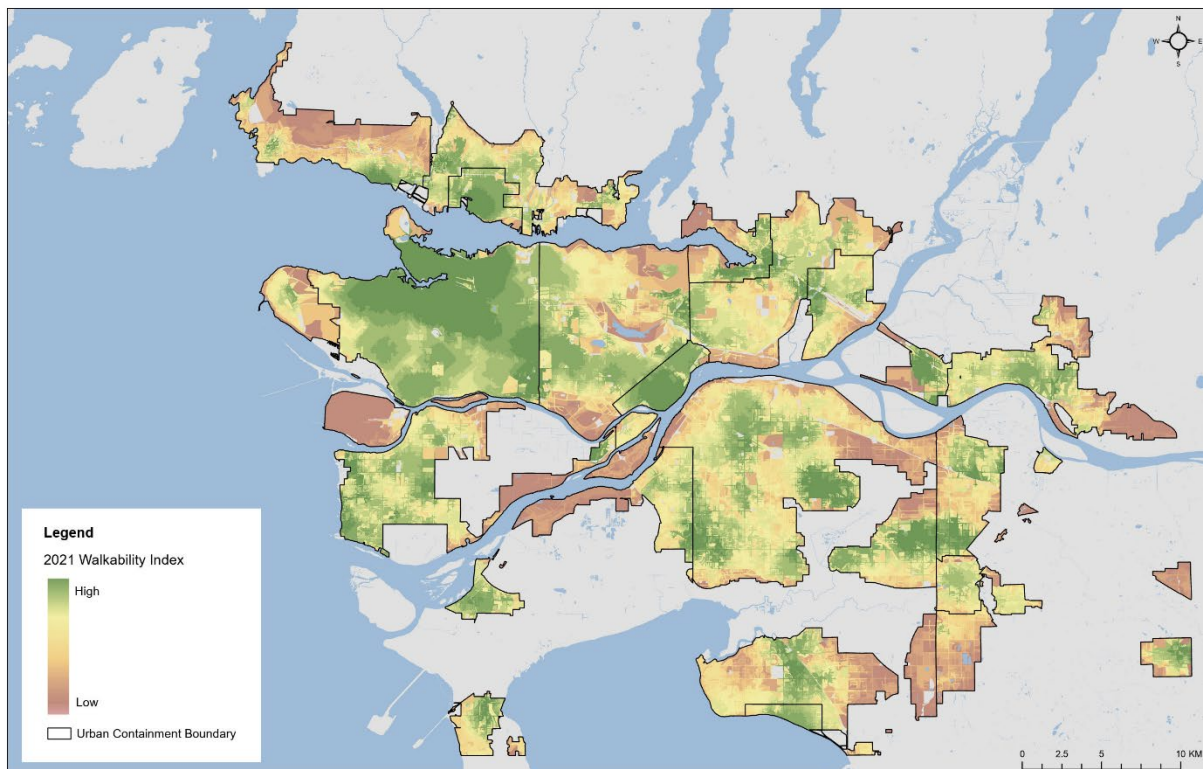 N
W E
S
Legend
2021 Walkability Index
High
Low
Urban Containment Boundary
0 2.5 5 10 KM